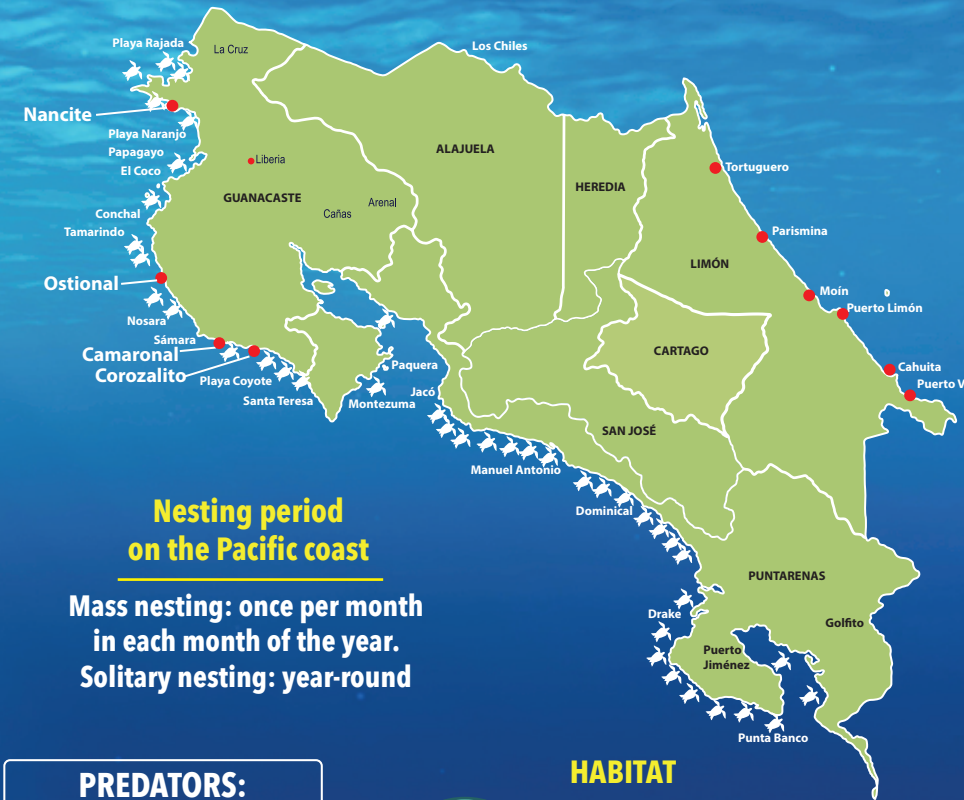 Playa Rajada
La Cruz
Los Chiles
Nancite
Playa Naranjo
Papagayo
El Coco
Liberia
ALAJUELA
HEREDIA
Tortuguero
GUANACASTE
Cañas
Arenal
Conchal
Tamarindo
Parismina
LIMÓN
Ostional
Moín
Puerto Limón
Nosara
Sámara
Camaronal
Corozalito
CARTAGO
Paquera
Cahuita
Playa Coyote
Puerto V
Santa Teresa
Montezuma
Jacó
SAN JOSÉ
Manuel Antonio
Dominical
Nesting period
on the Pacific coast
Mass nesting: once per month
in each month of the year.
Solitary nesting: year-round
PUNTARENAS
Drake
Golfito
Puerto
Jiménez
Punta Banco
PREDATORS:
HABITAT